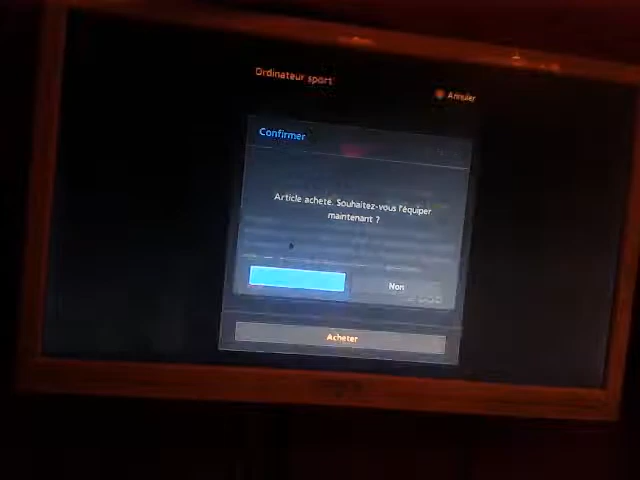 Ordinateur sport
Annuler
Confirmer
Article acheté. Souhaitez-vous l'équiper
maintenant ?
Non
Acheter